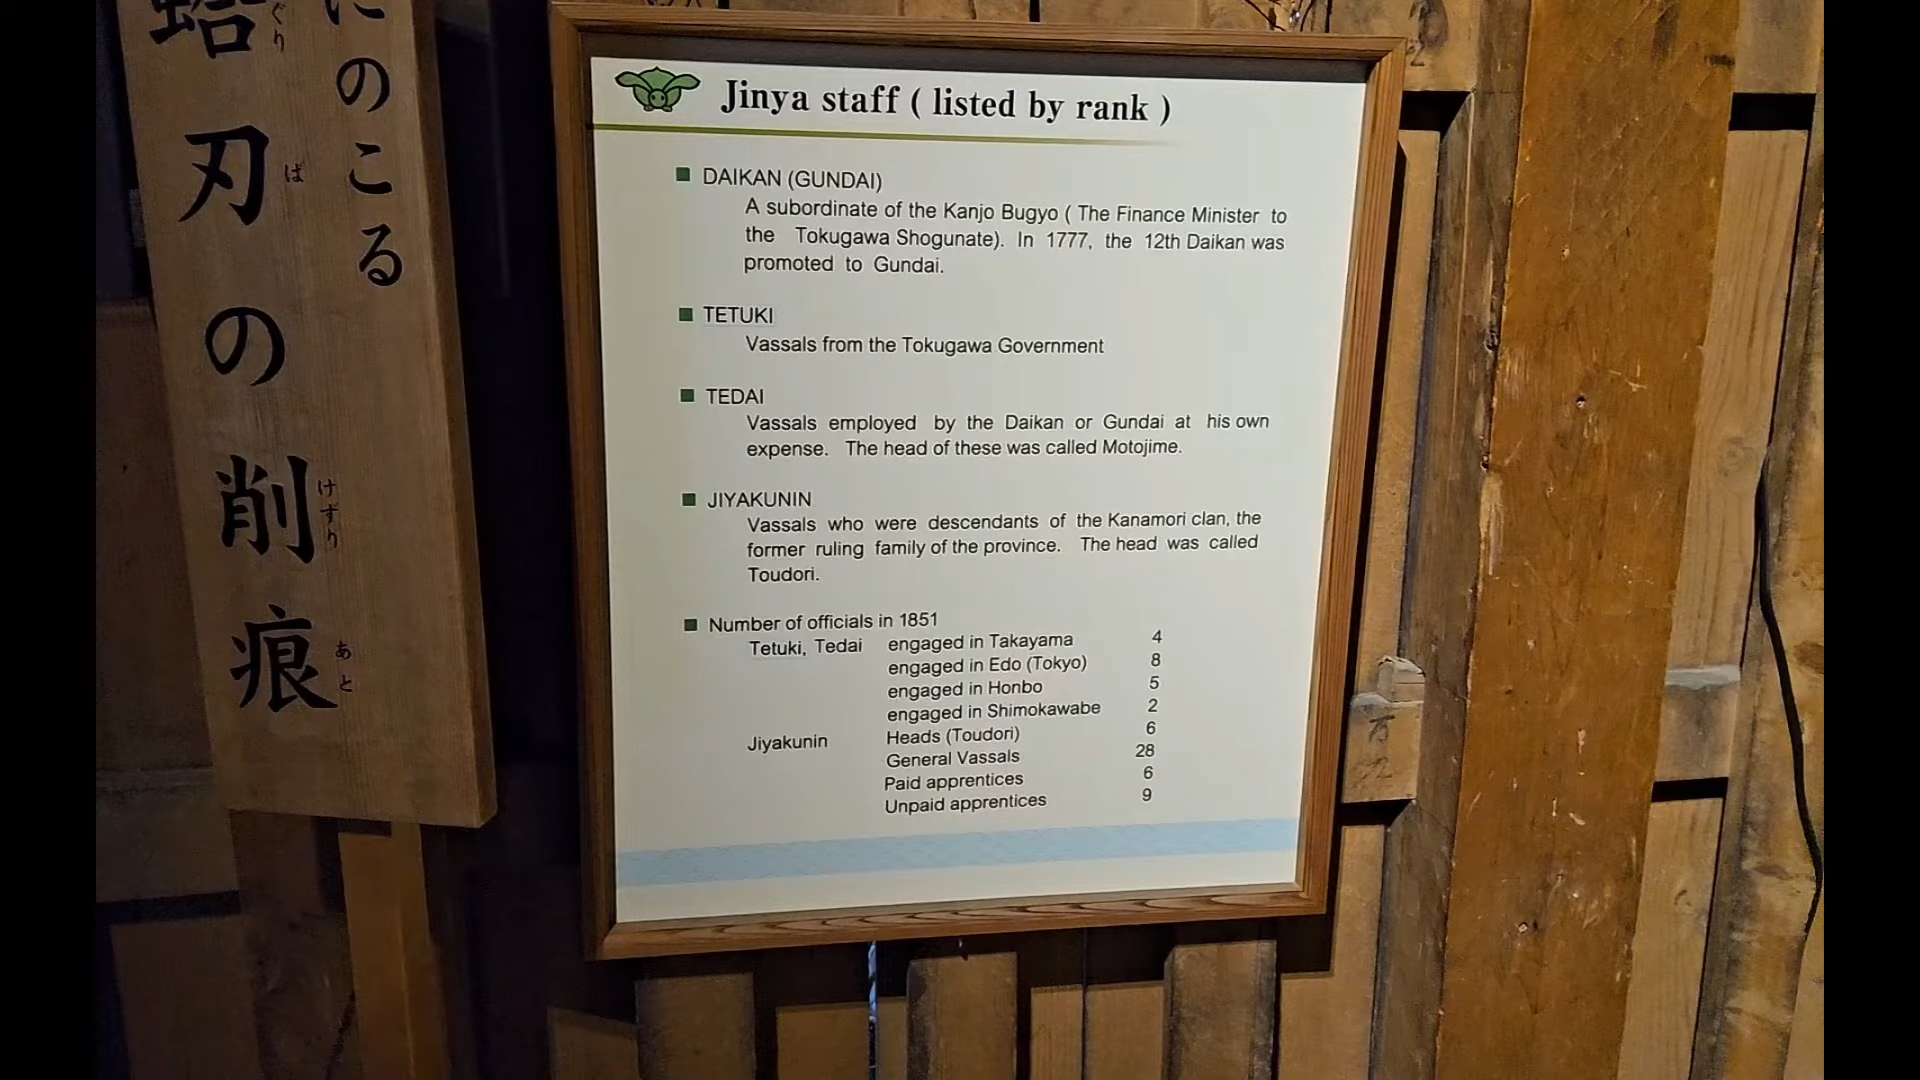 にのこる
蛤刃の削痕
ぐり
ば
けずり
あと
Jinya staff ( listed by rank )
DAIKAN (GUNDAI)
A subordinate of the Kanjo Bugyo ( The Finance Minister to
the Tokugawa Shogunate). In 1777, the 12th Daikan was
promoted to Gundai.
TETUKI
Vassals from the Tokugawa Government
TEDAI
Vassals employed by the Daikan or Gundai at his own
expense. The head of these was called Motojime.
JIYAKUNIN
Vassals who were descendants of the Kanamori clan, the
former ruling family of the province. The head was called
Toudori.
Number of officials in 1851
Tetuki, Tedai engaged in Takayama 4
engaged in Edo (Tokyo) 8
engaged in Honbo 5
engaged in Shimokawabe 2
Jiyakunin Heads (Toudori) 6
General Vassals 28
Paid apprentices 6
Unpaid apprentices 9